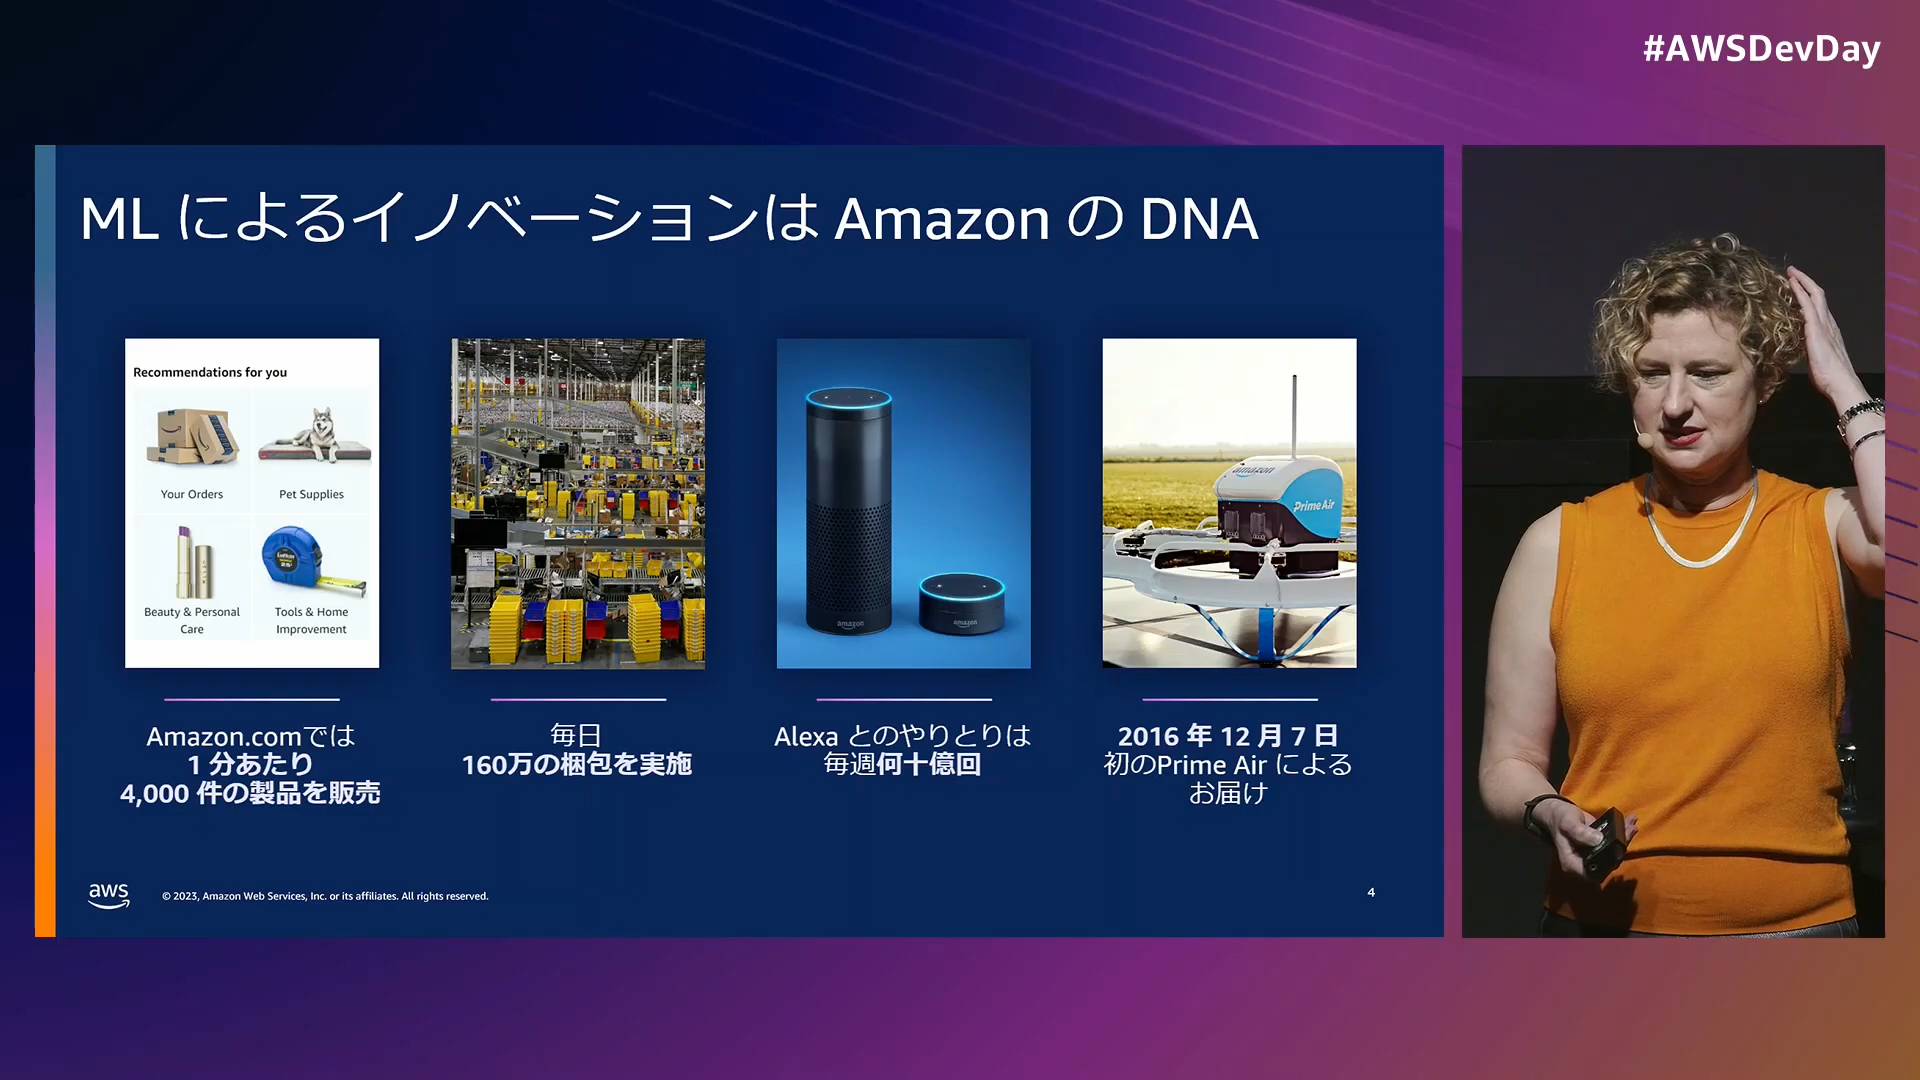 #AWSDevDay
ML によるイノベーションは Amazon の DNA
Recommendations for you
Your Orders
Pet Supplies
Beauty & Personal
Care
Tools & Home
Improvement
amazon
amazon
amazon
Prime Air
Amazon.comでは
1 分あたり
4,000 件の製品を販売
毎日
160万の梱包を実施
Alexa とのやりとりは
毎週何十億回
2016 年 12 月 7 日
初のPrime Air による
お届け
aws
© 2023, Amazon Web Services, Inc. or its affiliates. All rights reserved.
4